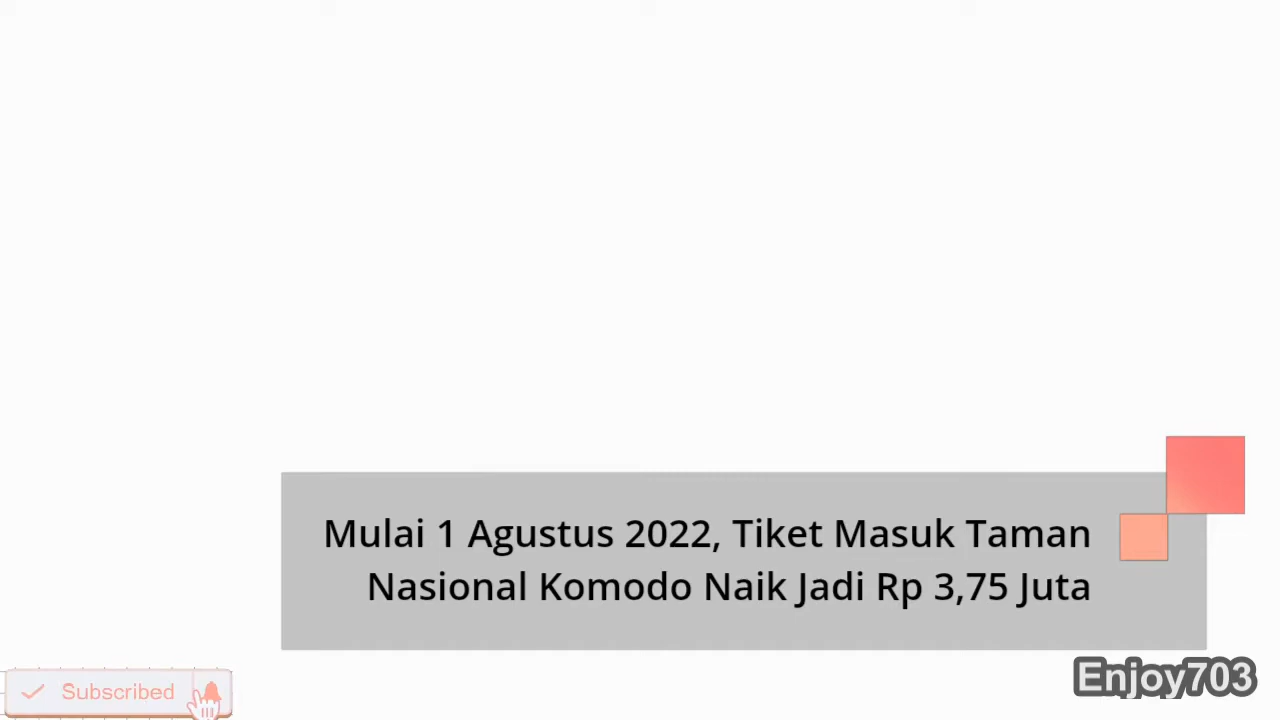 Mulai 1 Agustus 2022, Tiket Masuk Taman
Nasional Komodo Naik Jadi Rp 3,75 Juta
Subscribed
Enjoy703